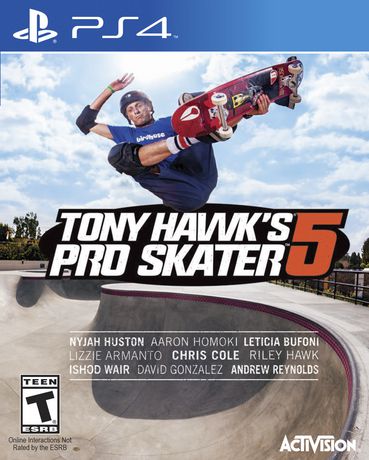 PS4
birdhouse
TONY HAWK'S
PRO SKATER 5
NYJAH HUSTON AARON HOMOKI LETICIA BUFONI
LIZZIE ARMANTO CHRIS COLE RILEY HAWK
ISHOD WAIR DAVID GONZALEZ ANDREW REYNOLDS
TEEN
T
ESRB
Online Interactions Not
Rated by the ESRB
ACTIVISION